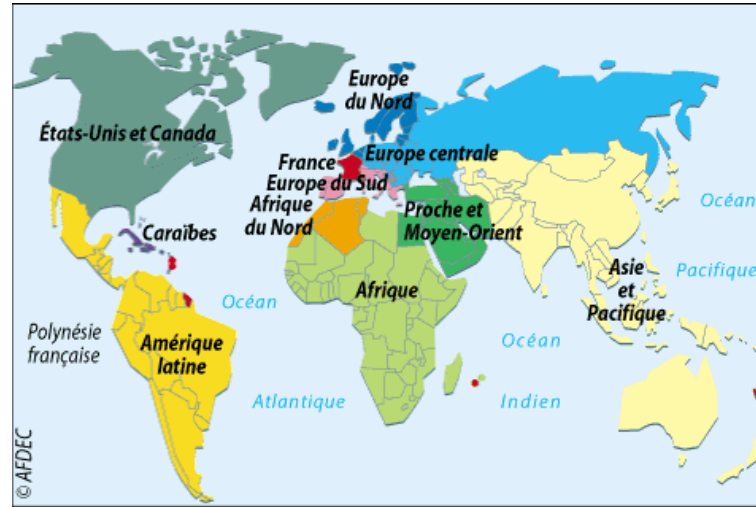 Europe
du Nord
États-Unis et Canada
France
Europe centrale
Europe du Sud
Afrique
du Nord
Proche et
Moyen-Orient
Océan
Caraïbes
Pacifique
Asie
et
Pacifique
Océan
Afrique
Polynésie
française
Amérique
latine
Océan
Atlantique
Indien
© AFDEC